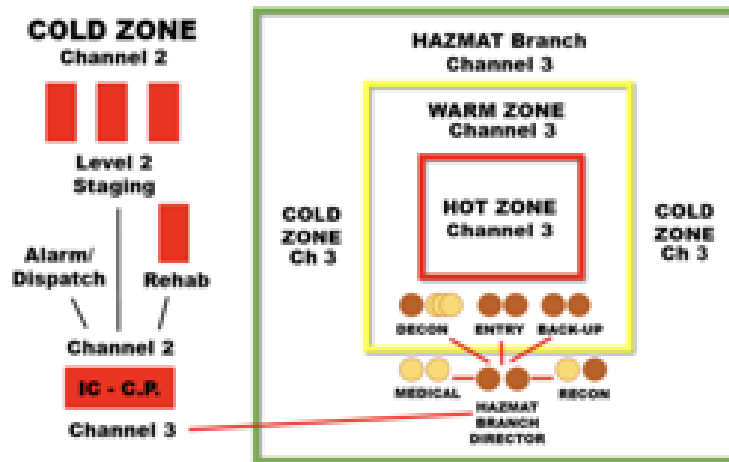 COLD ZONE
Channel 2
Level 2
Staging
Alarm/
Dispatch
Rehab
Channel 2
IC - C.P.
Channel 3
HAZMAT Branch
Channel 3
WARM ZONE
Channel 3
HOT ZONE
Channel 3
COLD
ZONE
Ch 3
COLD
ZONE
Ch 3
DECON
ENTRY
BACK-UP
MEDICAL
RECON
HAZMAT
BRANCH
DIRECTOR